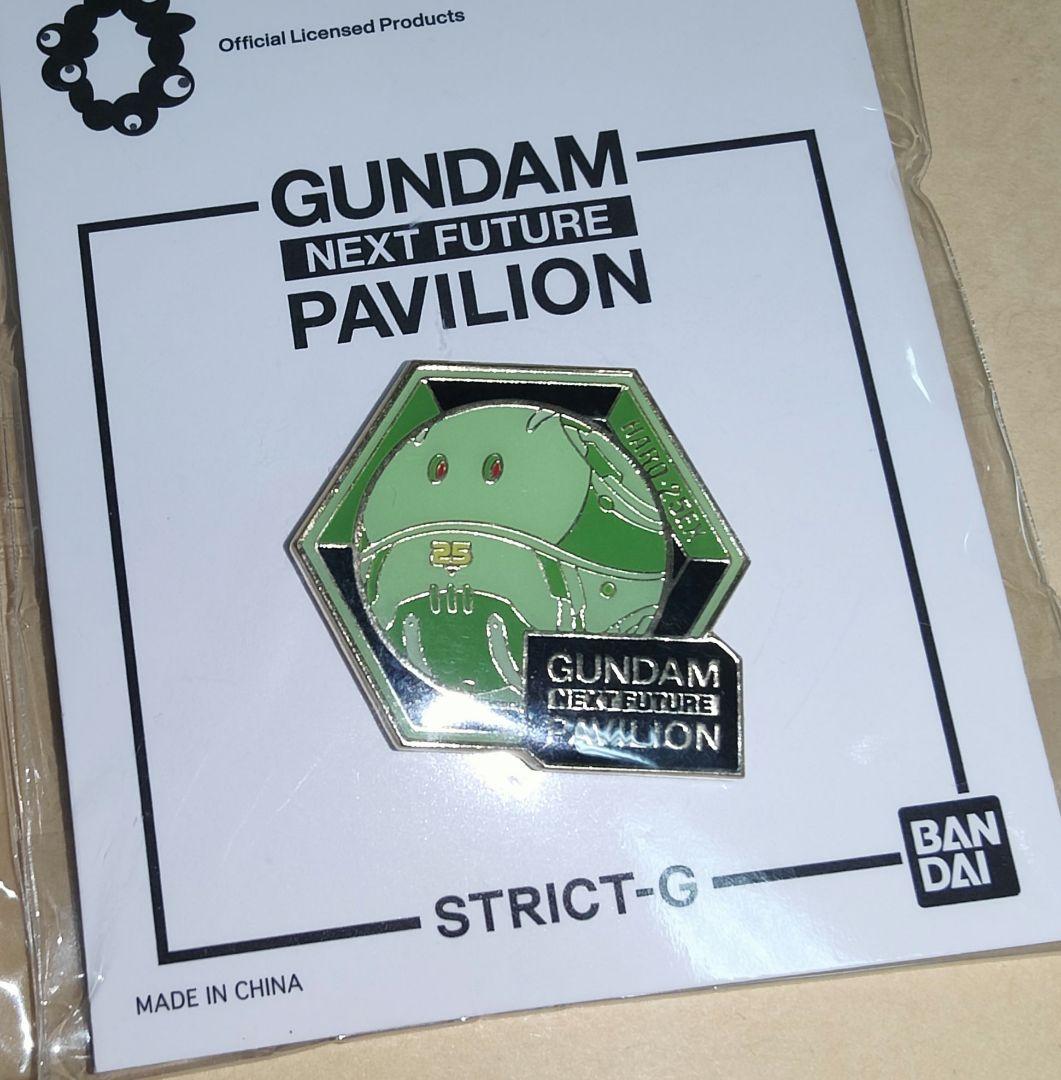 Official Licensed Products
GUNDAM
NEXT FUTURE
PAVILION
HARO・25EX
25
GUNDAM
NEXT FUTURE
PAVILION
BAN
DAI
STRICT-G
MADE IN CHINA